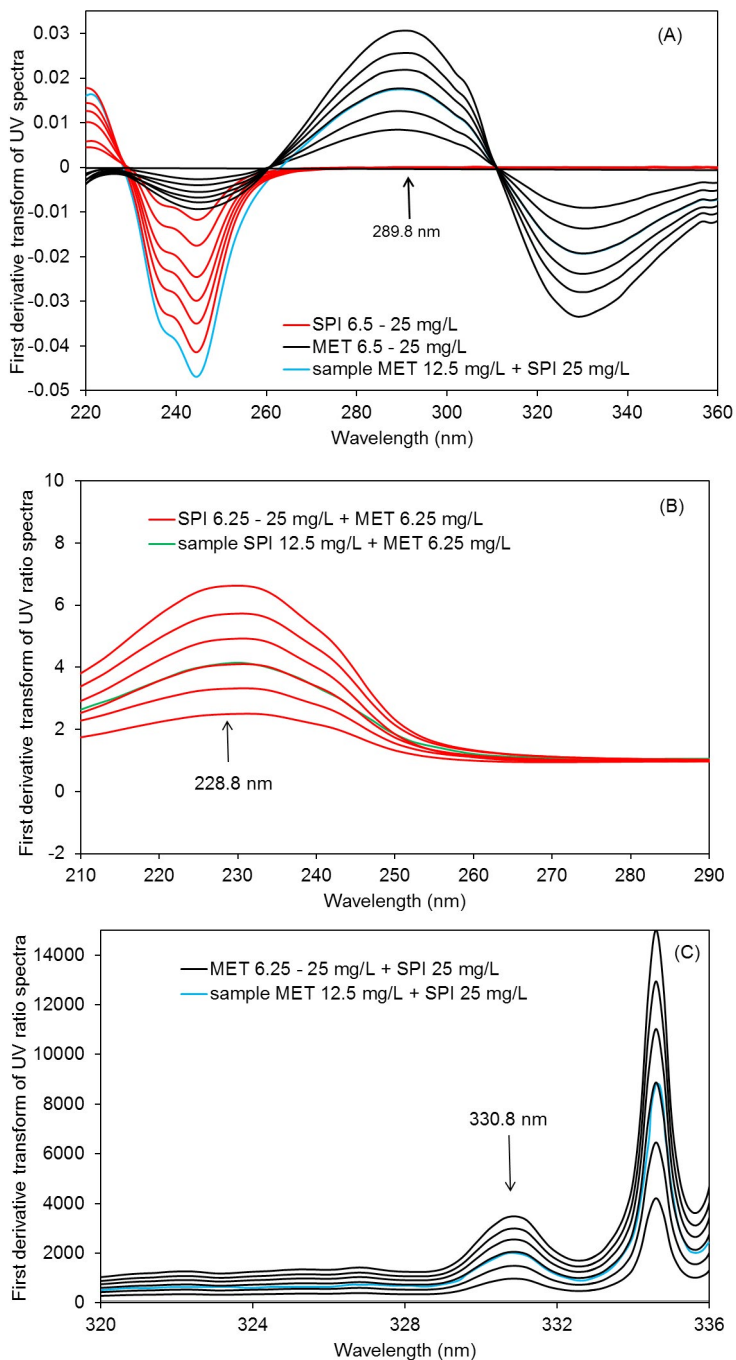 First derivative transform of UV spectra
0.03
0.02
0.01
0
-0.01
-0.02
-0.03
-0.04
-0.05
(A)
289.8 nm
SPI 6.5 - 25 mg/L
MET 6.5 - 25 mg/L
sample MET 12.5 mg/L + SPI 25 mg/L
220 240 260 280 300 320 340 360
Wavelength (nm)
First derivative transform of UV ratio spectra
10
8
6
4
2
0
-2
(B)
SPI 6.25 - 25 mg/L + MET 6.25 mg/L
sample SPI 12.5 mg/L + MET 6.25 mg/L
228.8 nm
210 220 230 240 250 260 270 280 290
Wavelength (nm)
First derivative transform of UV ratio spectra
14000
12000
10000
8000
6000
4000
2000
0
(C)
MET 6.25 - 25 mg/L + SPI 25 mg/L
sample MET 12.5 mg/L + SPI 25 mg/L
330.8 nm
320 324 328 332 336
Wavelength (nm)